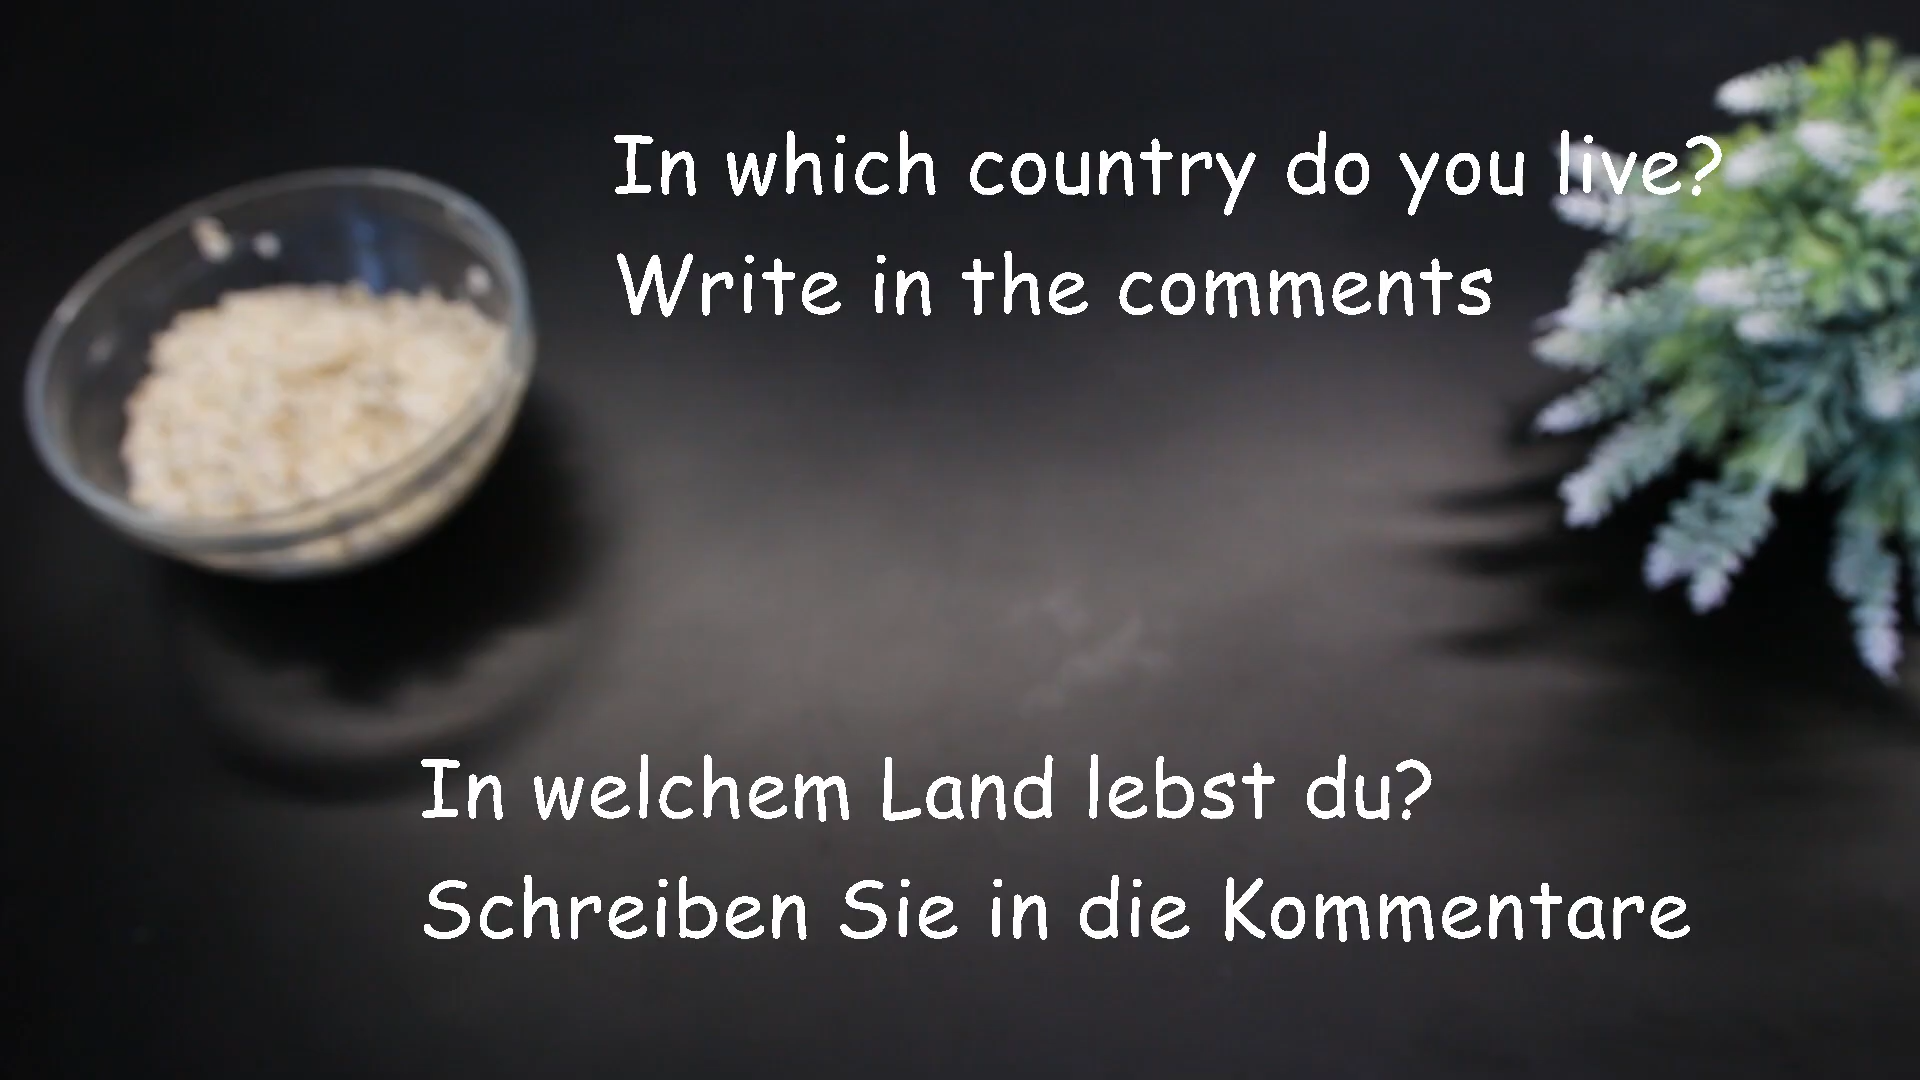 In which country do you live?
Write in the comments
In welchem Land lebst du?
Schreiben Sie in die Kommentare